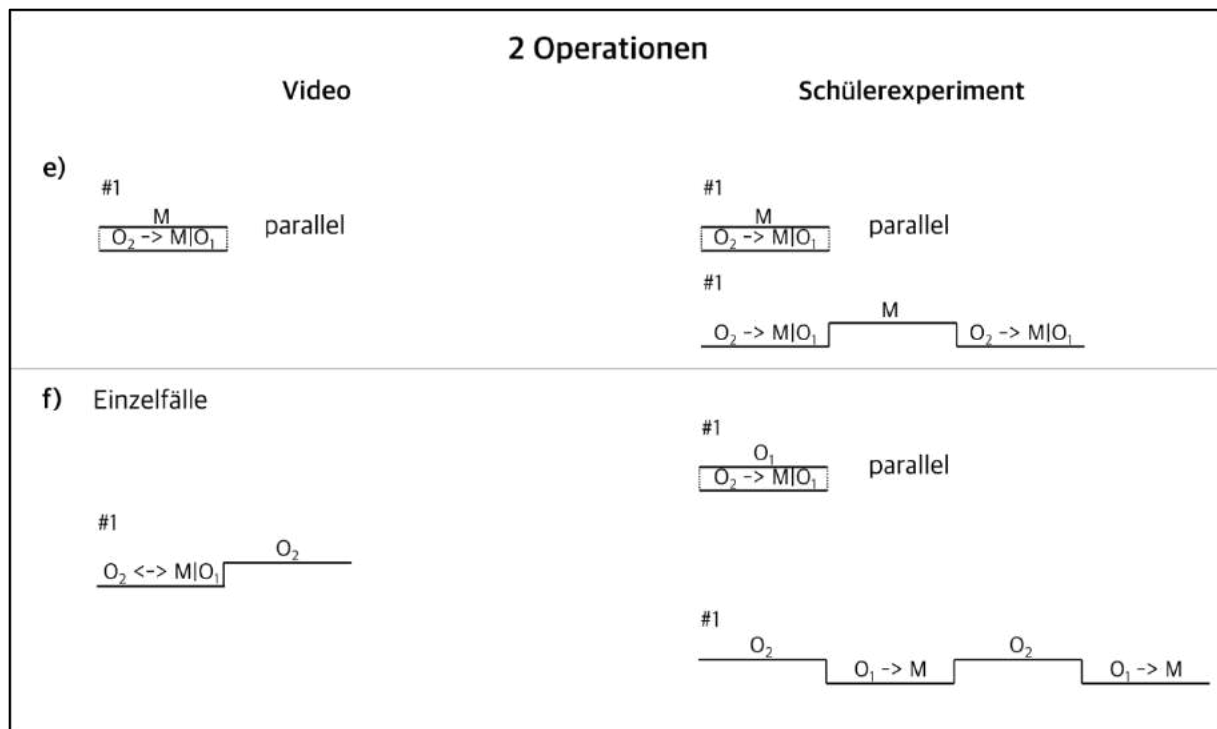 2 Operationen
Video
Schülerexperiment
e)
#1
M
O₂ -> M|O₁
parallel
#1
M
O₂ -> M|O₁
parallel
#1
O₂ -> M|O₁
M
O₂ -> M|O₁
f) Einzelfälle
#1
O₁
O₂ -> M|O₁
parallel
#1
O₂ <-> M|O₁
O₂
#1
O₂
O₁ -> M
O₂
O₁ -> M